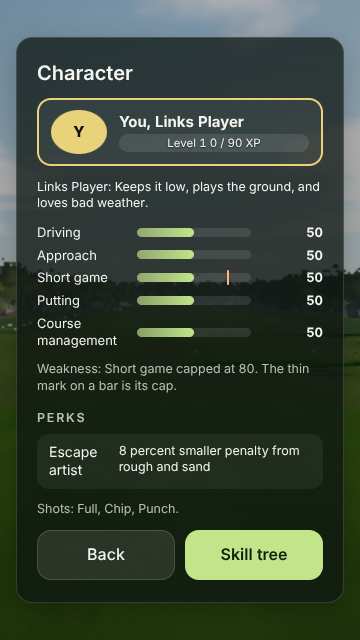 Character
Y
You, Links Player
Level 1 0 / 90 XP
Links Player: Keeps it low, plays the ground, and
loves bad weather.
Driving 50
Approach 50
Short game 50
Putting 50
Course
management 50
Weakness: Short game capped at 80. The thin
mark on a bar is its cap.
PERKS
Escape
artist
8 percent smaller penalty from
rough and sand
Shots: Full, Chip, Punch.
Back
Skill tree